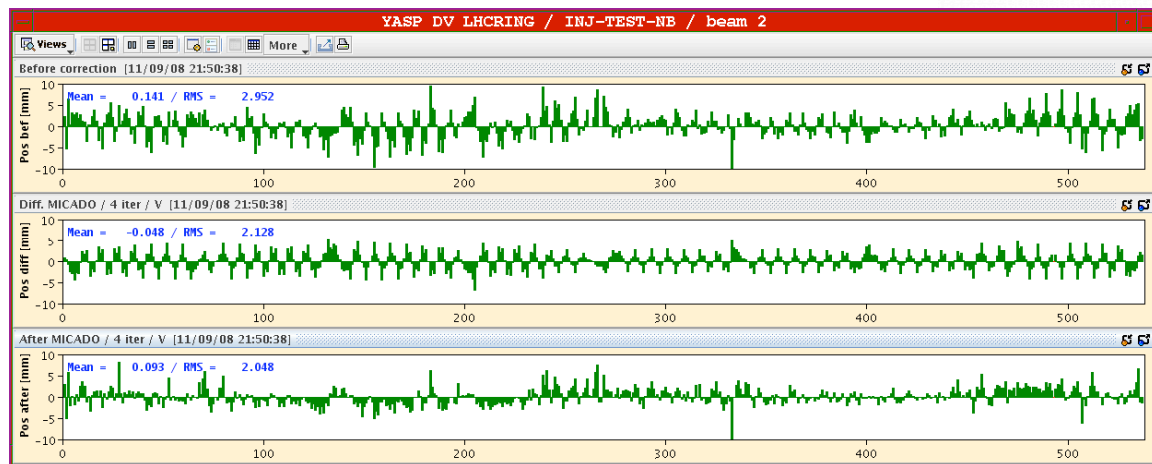 YASP DV LHCRING / INJ-TEST-NB / beam 2
Views More
Before correction [11/09/08 21:50:38]
Pos bef [mm]
10
5
0
-5
-10
Mean = 0.141 / RMS = 2.952
0 100 200 300 400 500
Diff. MICADO / 4 iter / V [11/09/08 21:50:38]
Pos diff [mm]
10
5
0
-5
-10
Mean = -0.048 / RMS = 2.128
0 100 200 300 400 500
After MICADO / 4 iter / V [11/09/08 21:50:38]
Pos after [mm]
10
5
0
-5
-10
Mean = 0.093 / RMS = 2.048
0 100 200 300 400 500